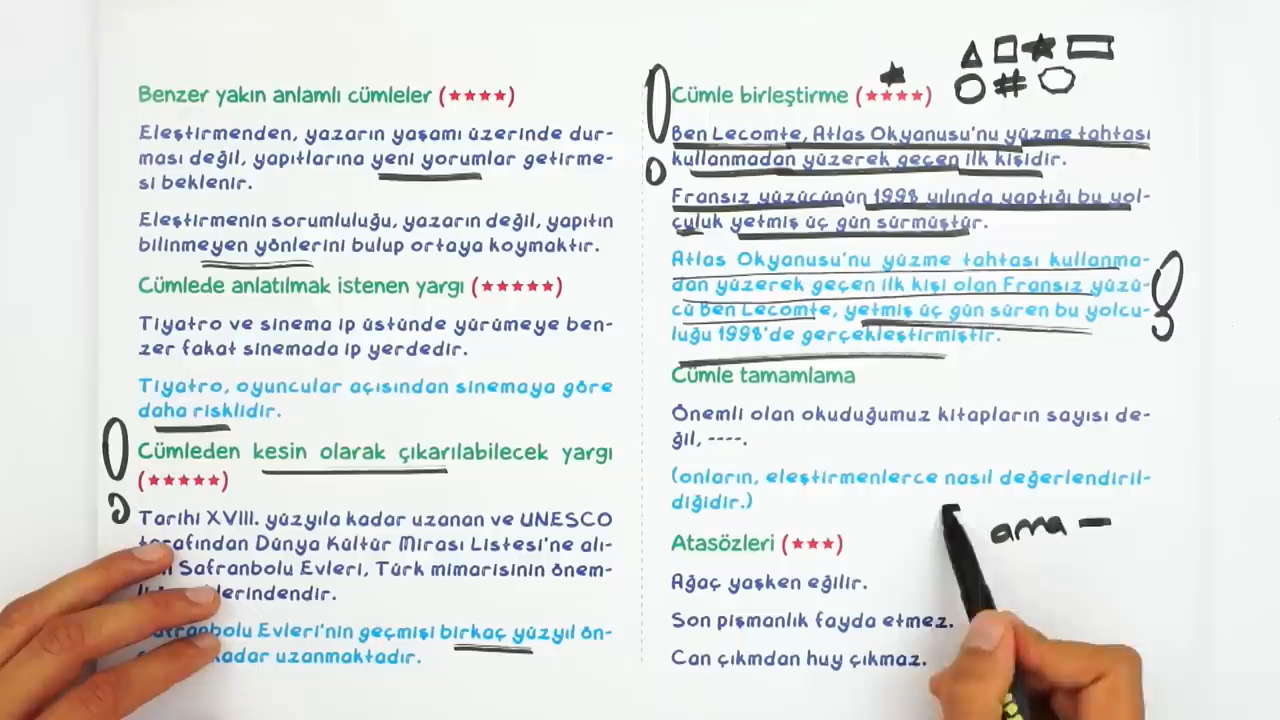 Benzer yakın anlamlı cümleler (★★★★)
Eleştirmenden, yazarın yaşamı üzerinde dur-
ması değil, yapıtlarına yeni yorumlar getirme-
si beklenir.
Eleştirmenin sorumluluğu, yazarın değil, yapıtın
bilinmeyen yönlerini bulup ortaya koymaktır.
Cümlede anlatılmak istenen yargı (★★★★★)
Tiyatro ve sinema ip üstünde yürümeye ben-
zer fakat sinemada ip yerdedir.
Tiyatro, oyuncular açısından sinemaya göre
daha risklidir.
Cümleden kesin olarak çıkarılabilecek yargı
(★★★★★)
Tarihi XVIII. yüzyıla kadar uzanan ve UNESCO
tarafından Dünya Kültür Mirası Listesi'ne alı-
Safranbolu Evleri, Türk mimarisinin önem-
lerindendir.
Safranbolu Evleri'nin geçmişi birkaç yüzyıl ön-
kadar uzanmaktadır.
Cümle birleştirme (★★★★)
Ben Lecomte, Atlas Okyanusu'nu yüzme tahtası
kullanmadan yüzerek geçen ilk kişidir.
Fransız yüzücünün 1998 yılında yaptığı bu yol-
culuk yetmiş üç gün sürmüştür.
Atlas Okyanusu'nu yüzme tahtası kullanma-
dan yüzerek geçen ilk kişi olan Fransız yüzü-
cü Ben Lecomte, yetmiş üç gün süren bu yolcu-
luğu 1998'de gerçekleştirmiştir.
Cümle tamamlama
Önemli olan okuduğumuz kitapların sayısı de-
ğil, ----.
(onların, eleştirmenlerce nasıl değerlendiril-
diğidir.)
ama —
Atasözleri (★★★)
Ağaç yaşken eğilir.
Son pişmanlık fayda etmez.
Can çıkmdan huy çıkmaz.